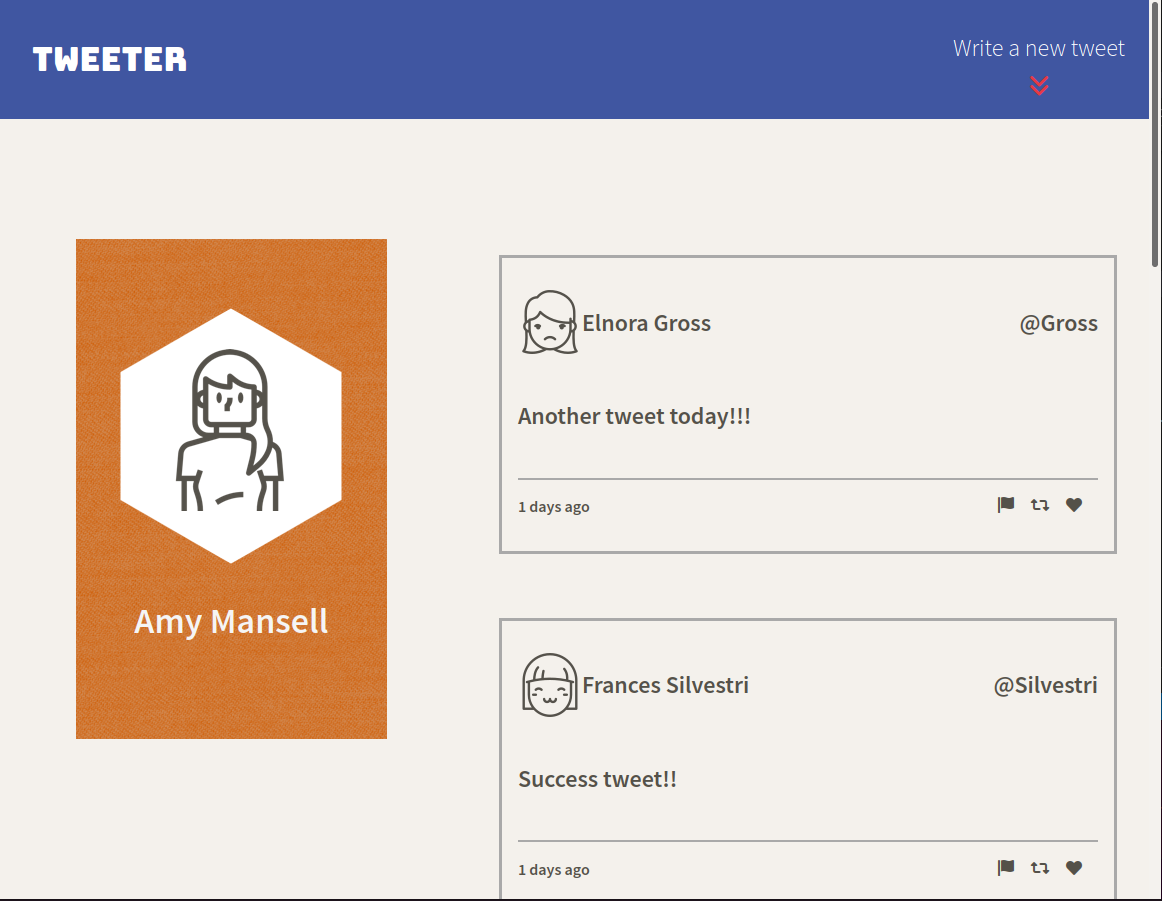 TWEETER
Write a new tweet
Amy Mansell
Elnora Gross
@Gross
Another tweet today!!!
1 days ago
Frances Silvestri
@Silvestri
Success tweet!!
1 days ago